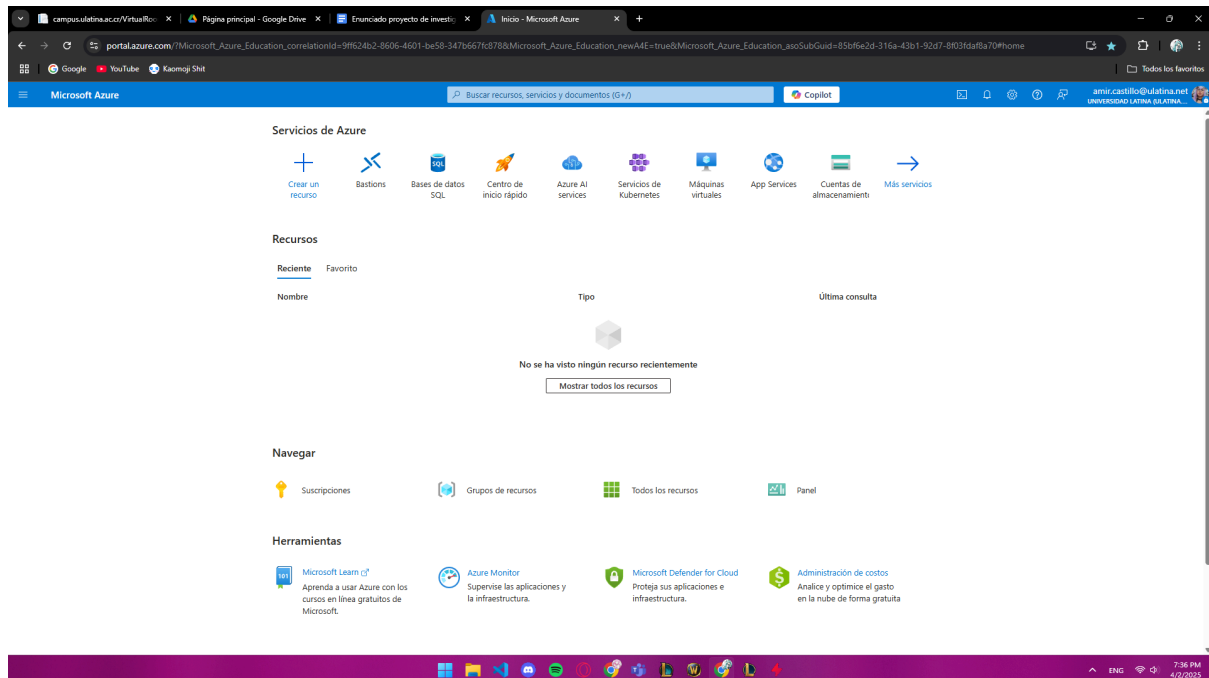 campus.ulatina.ac.cr/VirtualRoo
Página principal - Google Drive
Enunciado proyecto de investig
Inicio - Microsoft Azure
portal.azure.com/?Microsoft_Azure_Education_correlationId=9ff624b2-8606-4601-be58-347b667fc878&Microsoft_Azure_Education_newA4E=true&Microsoft_Azure_Education_asoSubGuid=85bf6e2d-316a-43b1-92d7-8f03fdaf8a70#home
Google YouTube Kaomoji Shit
Todos los favoritos
Microsoft Azure
Buscar recursos, servicios y documentos (G+/)
Copilot
amir.castillo@ulatina.net
UNIVERSIDAD LATINA (ULATINA....
Servicios de Azure
Crear un recurso
Bastions
SQL
Bases de datos SQL
Centro de inicio rápido
Azure AI services
Servicios de Kubernetes
Máquinas virtuales
App Services
Cuentas de almacenamiento
Más servicios
Recursos
Reciente Favorito
Nombre Tipo Última consulta
No se ha visto ningún recurso recientemente
Mostrar todos los recursos
Navegar
Suscripciones Grupos de recursos Todos los recursos Panel
Herramientas
101
Microsoft Learn
Aprenda a usar Azure con los
cursos en línea gratuitos de
Microsoft.
Azure Monitor
Supervise las aplicaciones y
la infraestructura.
Microsoft Defender for Cloud
Proteja sus aplicaciones e
infraestructura.
Administración de costos
Analice y optimice el gasto
en la nube de forma gratuita
ENG
7:36 PM
4/2/2025